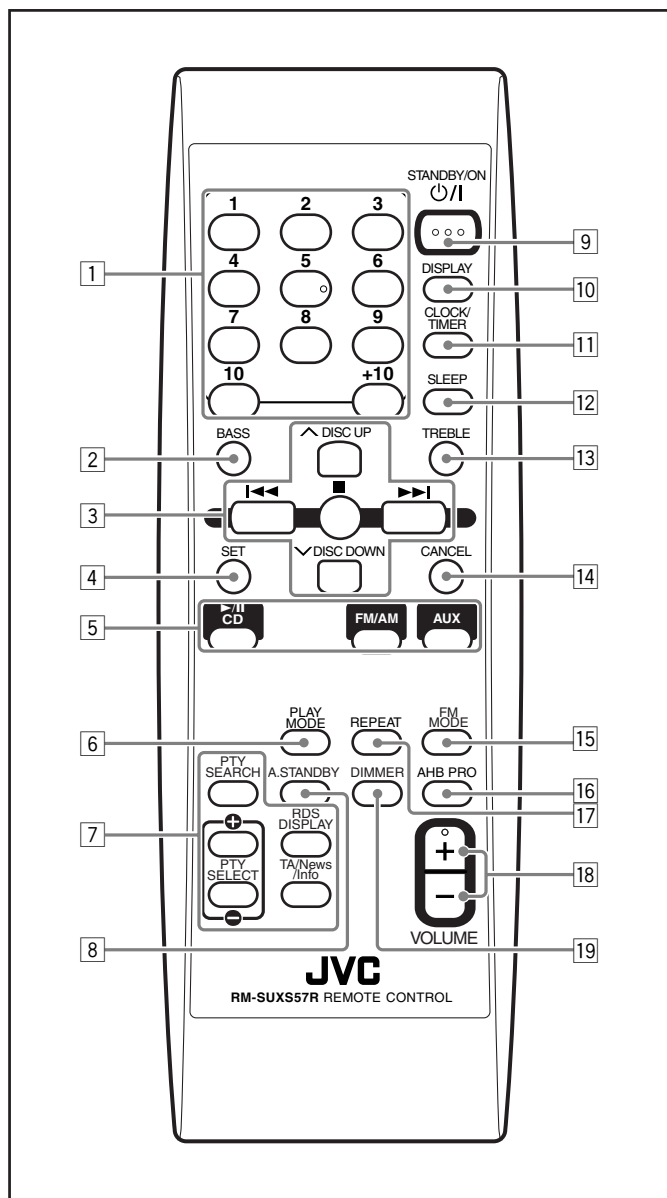 STANDBY/ON
⏻/I
1 2 3
9
4 5 6
1
DISPLAY
10
7 8 9
CLOCK/
TIMER
11
10 +10
SLEEP
12
BASS
∧ DISC UP
TREBLE
2
13
3
SET
∨ DISC DOWN
CANCEL
4
14
5
CD
FM/AM
AUX
PLAY
MODE
REPEAT
FM
MODE
6
15
PTY
SEARCH
A.STANDBY
DIMMER
AHB PRO
16
17
RDS
DISPLAY
+
7
PTY
SELECT
TA/News
/Info
18
–
8
VOLUME
19
JVC
RM-SUXS57R REMOTE CONTROL